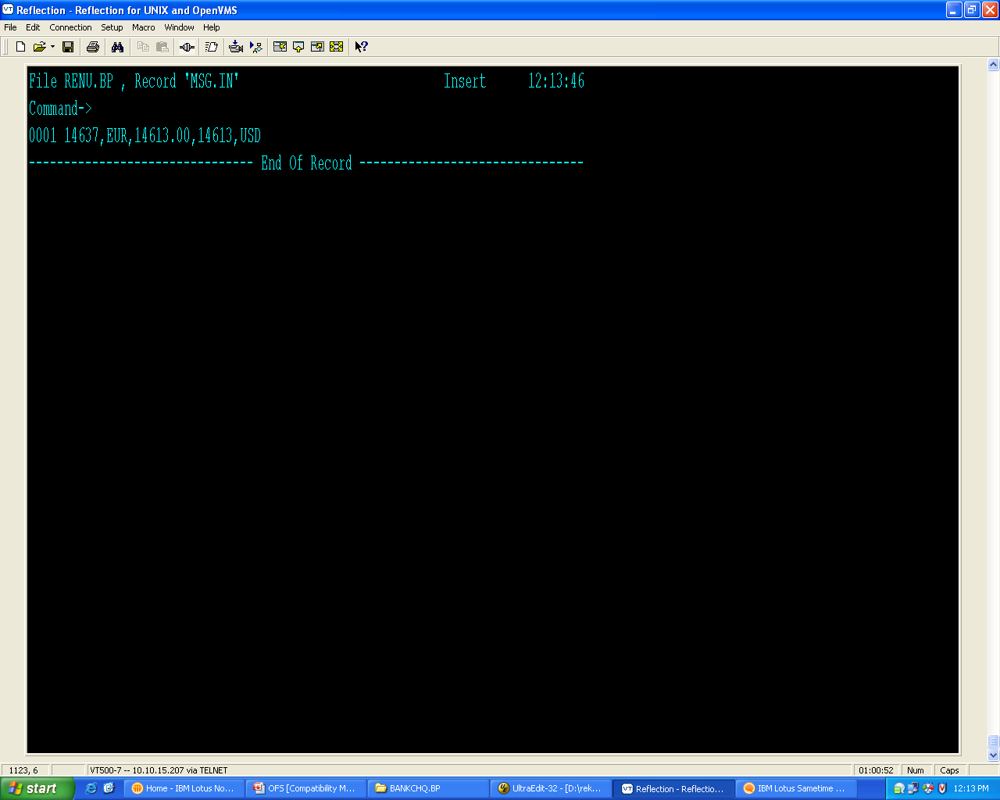 VT Reflection - Reflection for UNIX and OpenVMS
File Edit Connection Setup Macro Window Help
File RENU.BP , Record 'MSG.IN' Insert 12:13:46
Command->
0001 14637,EUR,14613.00,14613,USD
-------------------------------- End Of Record --------------------------------
1123, 6 VT500-7 -- 10.10.15.207 via TELNET 01:00:52 Num Caps
start Home - IBM Lotus No... OFS [Compatibility M... BANKCHQ.BP UltraEdit-32 - [D:\rek... VT Reflection - Reflectio... IBM Lotus Sametime ... 12:13 PM